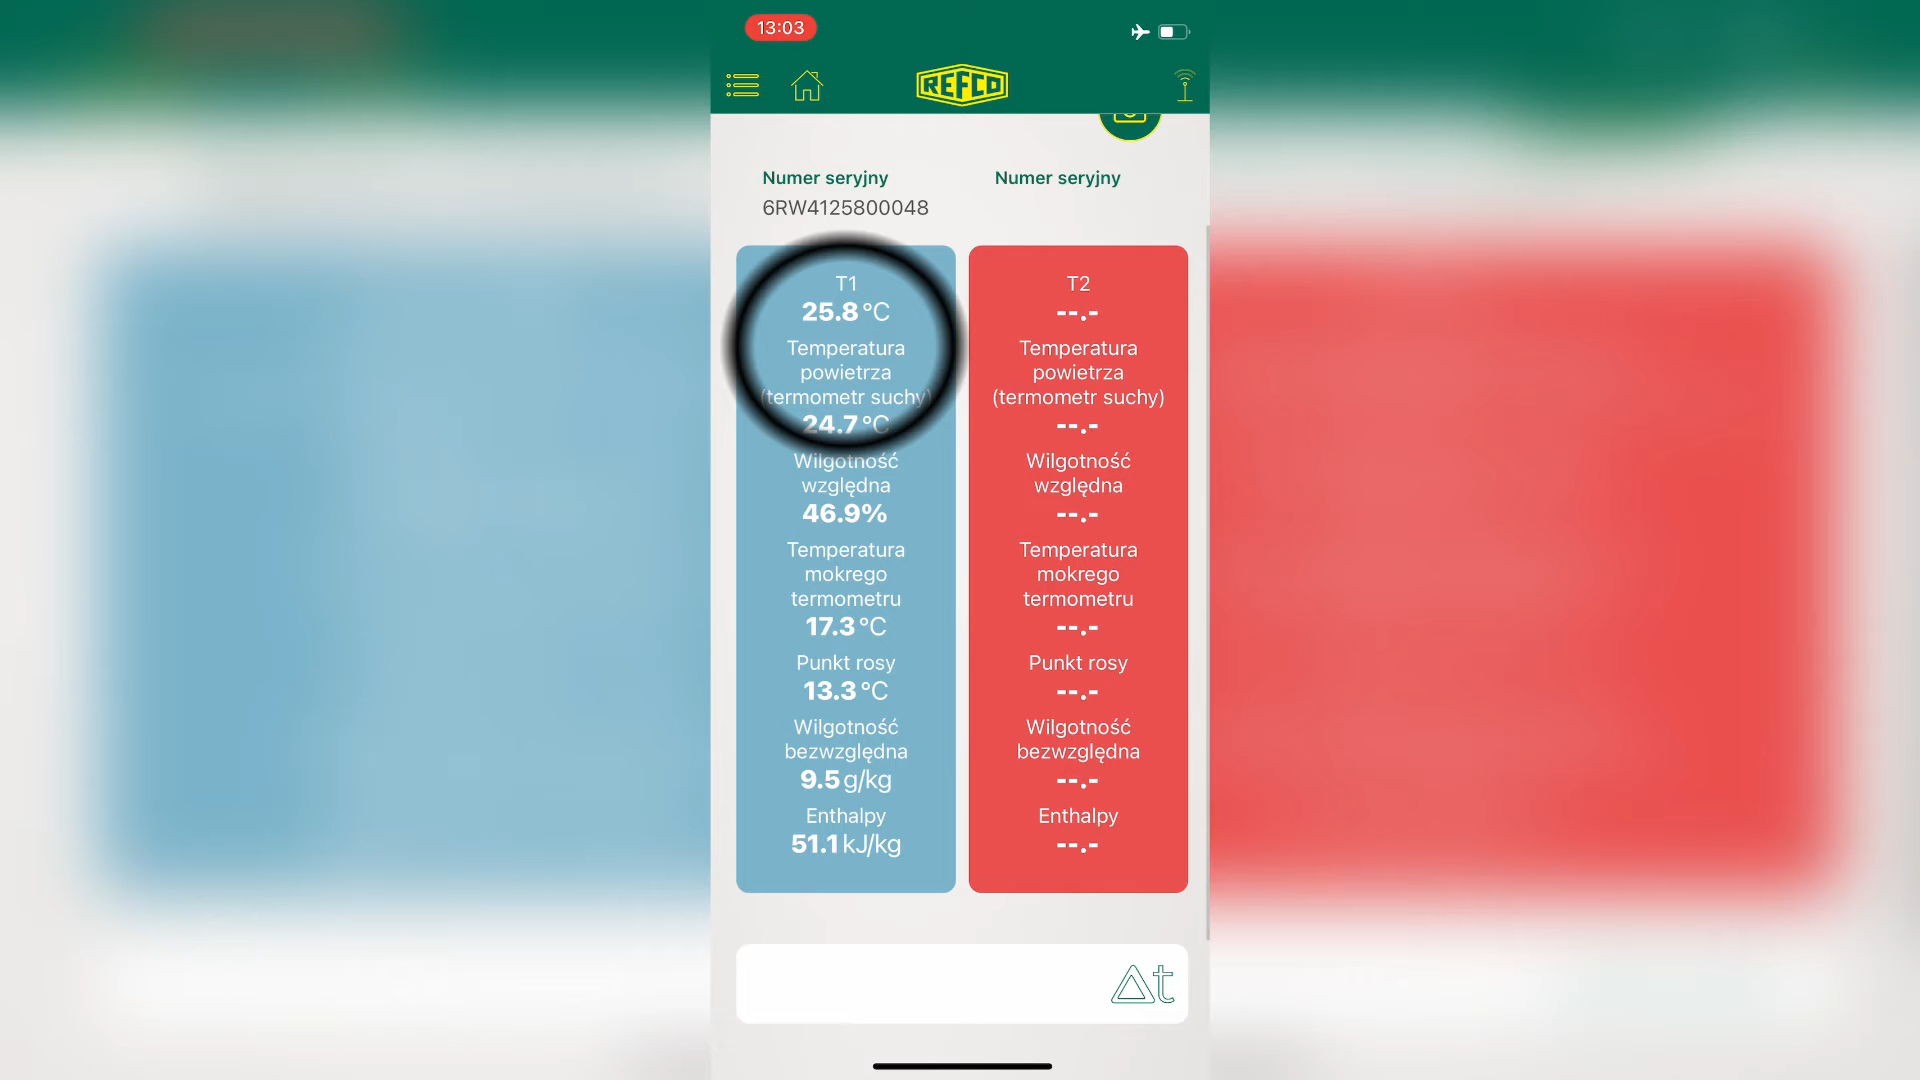 13:03
REFCO
Numer seryjny
6RW4125800048
Numer seryjny
T1
25.8 °C
Temperatura
powietrza
(termometr suchy)
24.7 °C
Wilgotność
względna
46.9%
Temperatura
mokrego
termometru
17.3 °C
Punkt rosy
13.3 °C
Wilgotność
bezwzględna
9.5 g/kg
Enthalpy
51.1 kJ/kg
T2
--.-
Temperatura
powietrza
(termometr suchy)
--.-
Wilgotność
względna
--.-
Temperatura
mokrego
termometru
--.-
Punkt rosy
--.-
Wilgotność
bezwzględna
--.-
Enthalpy
--.-
Δt